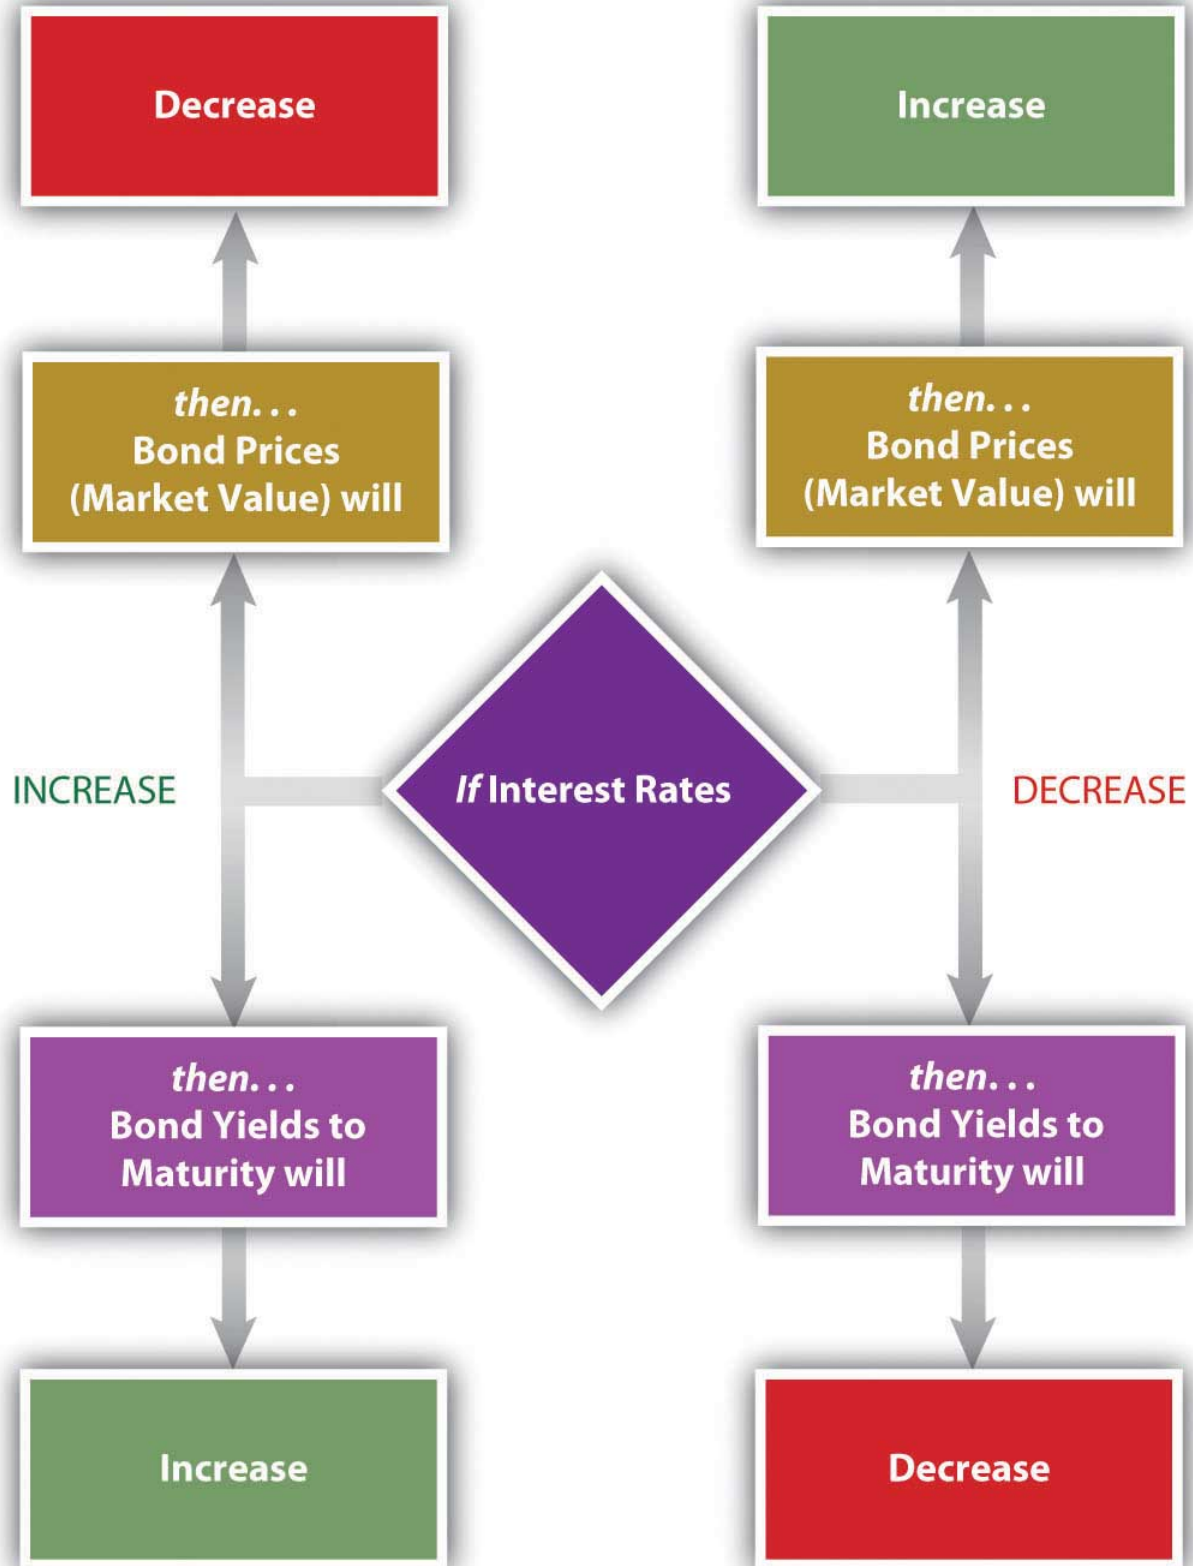 Decrease
Increase
then. . .
Bond Prices
(Market Value) will
then. . .
Bond Prices
(Market Value) will
INCREASE
If Interest Rates
DECREASE
then. . .
Bond Yields to
Maturity will
then. . .
Bond Yields to
Maturity will
Increase
Decrease